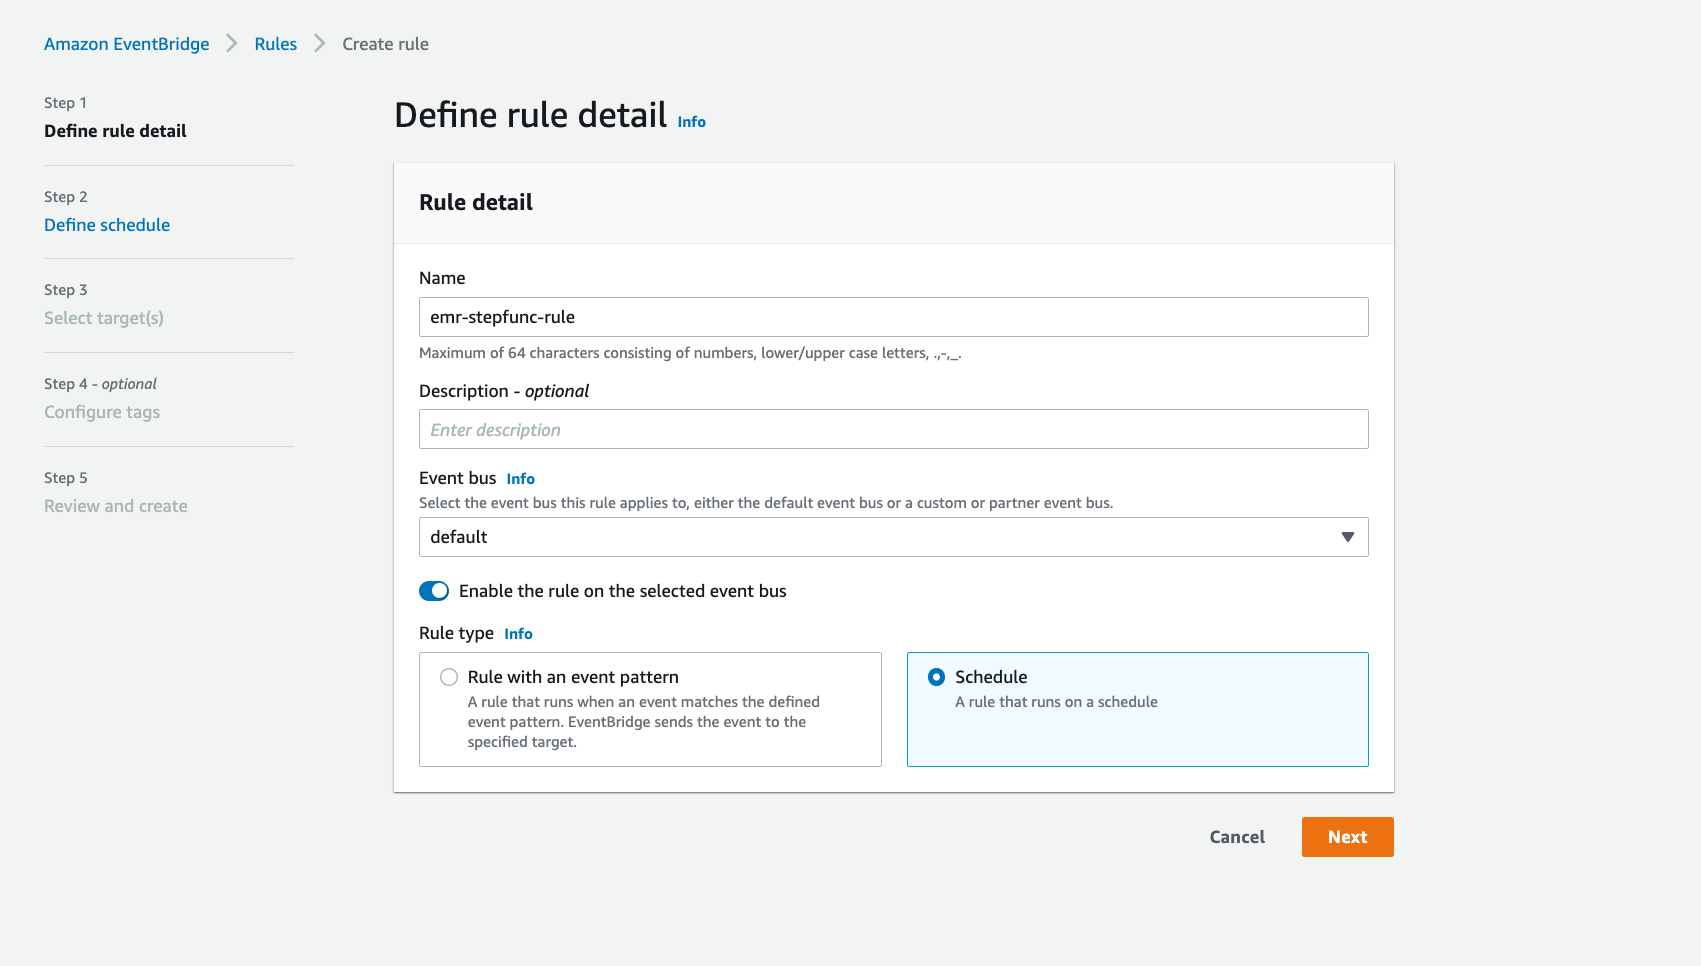 Amazon EventBridge > Rules > Create rule
Step 1
Define rule detail
Step 2
Define schedule
Step 3
Select target(s)
Step 4 - optional
Configure tags
Step 5
Review and create
Define rule detail Info
Rule detail
Name
emr-stepfunc-rule
Maximum of 64 characters consisting of numbers, lower/upper case letters, .,-,_.
Description - optional
Enter description
Event bus Info
Select the event bus this rule applies to, either the default event bus or a custom or partner event bus.
default
Enable the rule on the selected event bus
Rule type Info
Rule with an event pattern
A rule that runs when an event matches the defined
event pattern. EventBridge sends the event to the
specified target.
Schedule
A rule that runs on a schedule
Cancel
Next